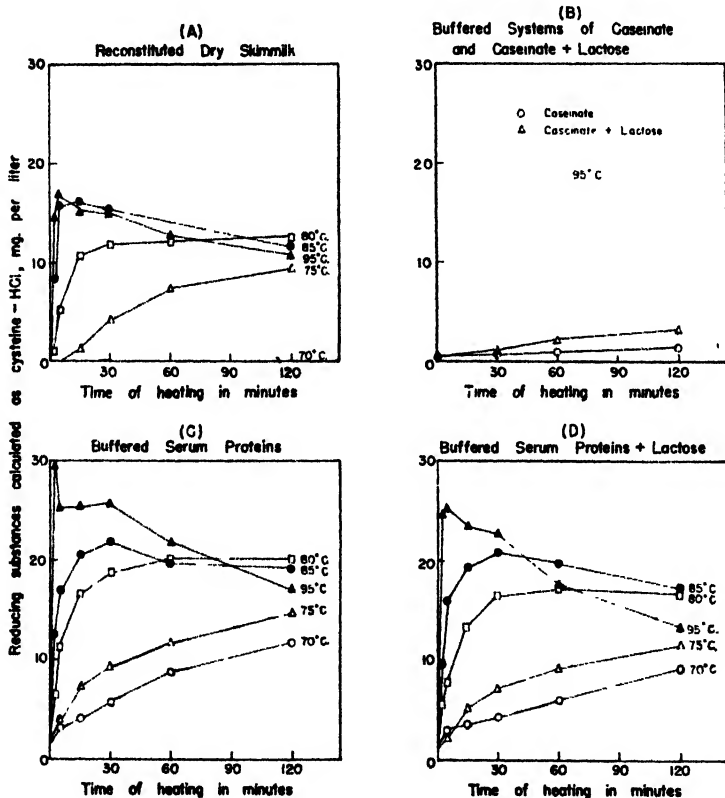 (A)
Reconstituted Dry Skimmilk
30
20
10
0
80°C.
85°C
95°C
75°C.
70°C.
30 60 90 120
Time of heating in minutes
(B)
Buffered Systems of Caseinate
and Caseinate + Lactose
Caseinate
Caseinate + Lactose
95°C
30
20
10
0
30 60 90 120
Time of heating in minutes
Reducing substances calculated as cysteine-HCl, mg. per liter
(C)
Buffered Serum Proteins
30
20
10
0
80°C
85°C
95°C
75°C
70°C.
30 60 90 120
Time of heating in minutes
(D)
Buffered Serum Proteins + Lactose
30
20
10
0
85°C
80°C
95°C.
75°C.
70°C
30 60 90 120
Time of heating in minutes